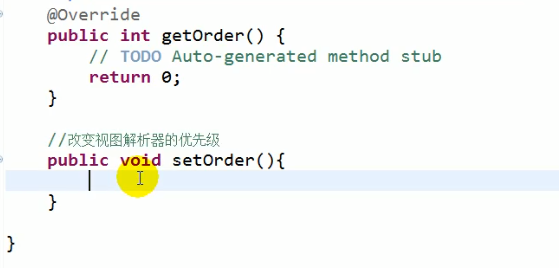 @Override
public int getOrder() {
// TODO Auto-generated method stub
return 0;
}
//改变视图解析器的优先级
public void setOrder(){
}
}